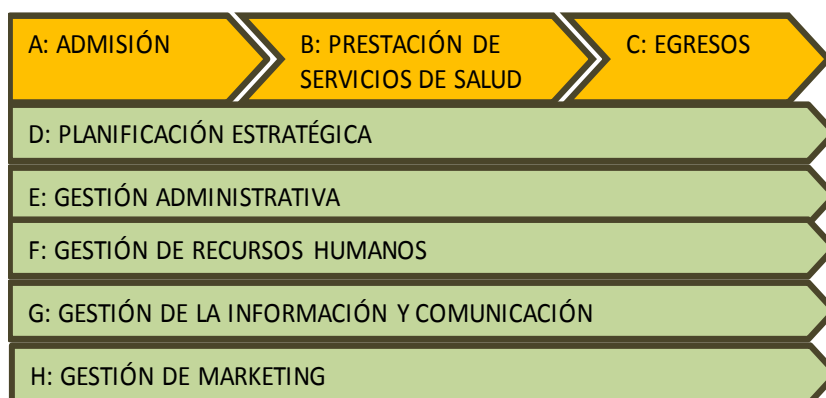 A: ADMISIÓN
B: PRESTACIÓN DE
SERVICIOS DE SALUD
C: EGRESOS
D: PLANIFICACIÓN ESTRATÉGICA
E: GESTIÓN ADMINISTRATIVA
F: GESTIÓN DE RECURSOS HUMANOS
G: GESTIÓN DE LA INFORMACIÓN Y COMUNICACIÓN
H: GESTIÓN DE MARKETING